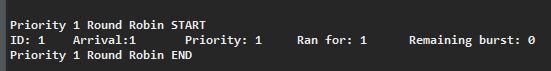 Priority 1 Round Robin START
ID: 1    Arrival:1       Priority: 1     Ran for: 1      Remaining burst: 0
Priority 1 Round Robin END